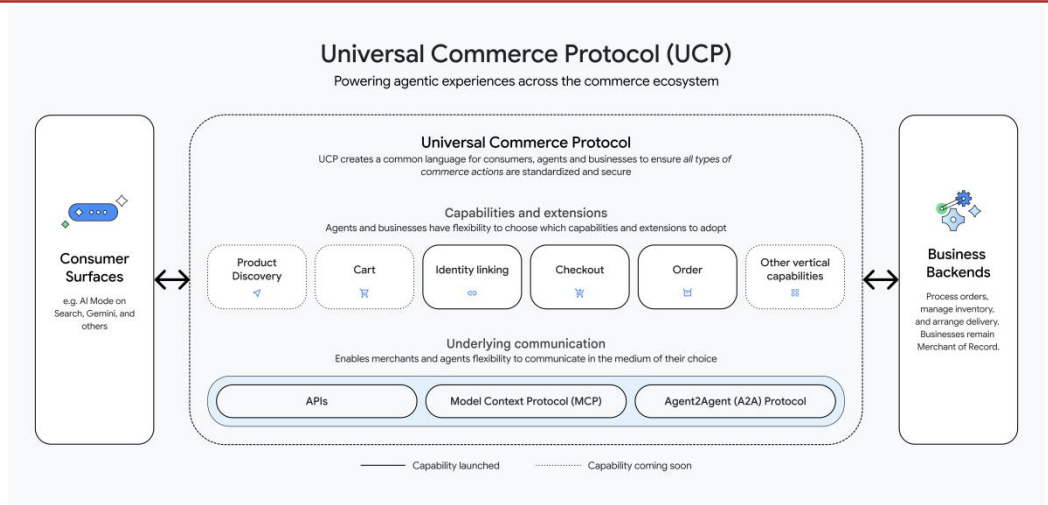 Universal Commerce Protocol (UCP)
Powering agentic experiences across the commerce ecosystem
Consumer
Surfaces
e.g. AI Mode on
Search, Gemini, and
others
Universal Commerce Protocol
UCP creates a common language for consumers, agents and businesses to ensure all types of
commerce actions are standardized and secure
Capabilities and extensions
Agents and businesses have flexibility to choose which capabilities and extensions to adopt
Product
Discovery
Cart
Identity linking
Checkout
Order
Other vertical
capabilities
Underlying communication
Enables merchants and agents flexibility to communicate in the medium of their choice
APIs
Model Context Protocol (MCP)
Agent2Agent (A2A) Protocol
Business
Backends
Process orders,
manage inventory,
and arrange delivery.
Businesses remain
Merchant of Record.
Capability launched
Capability coming soon